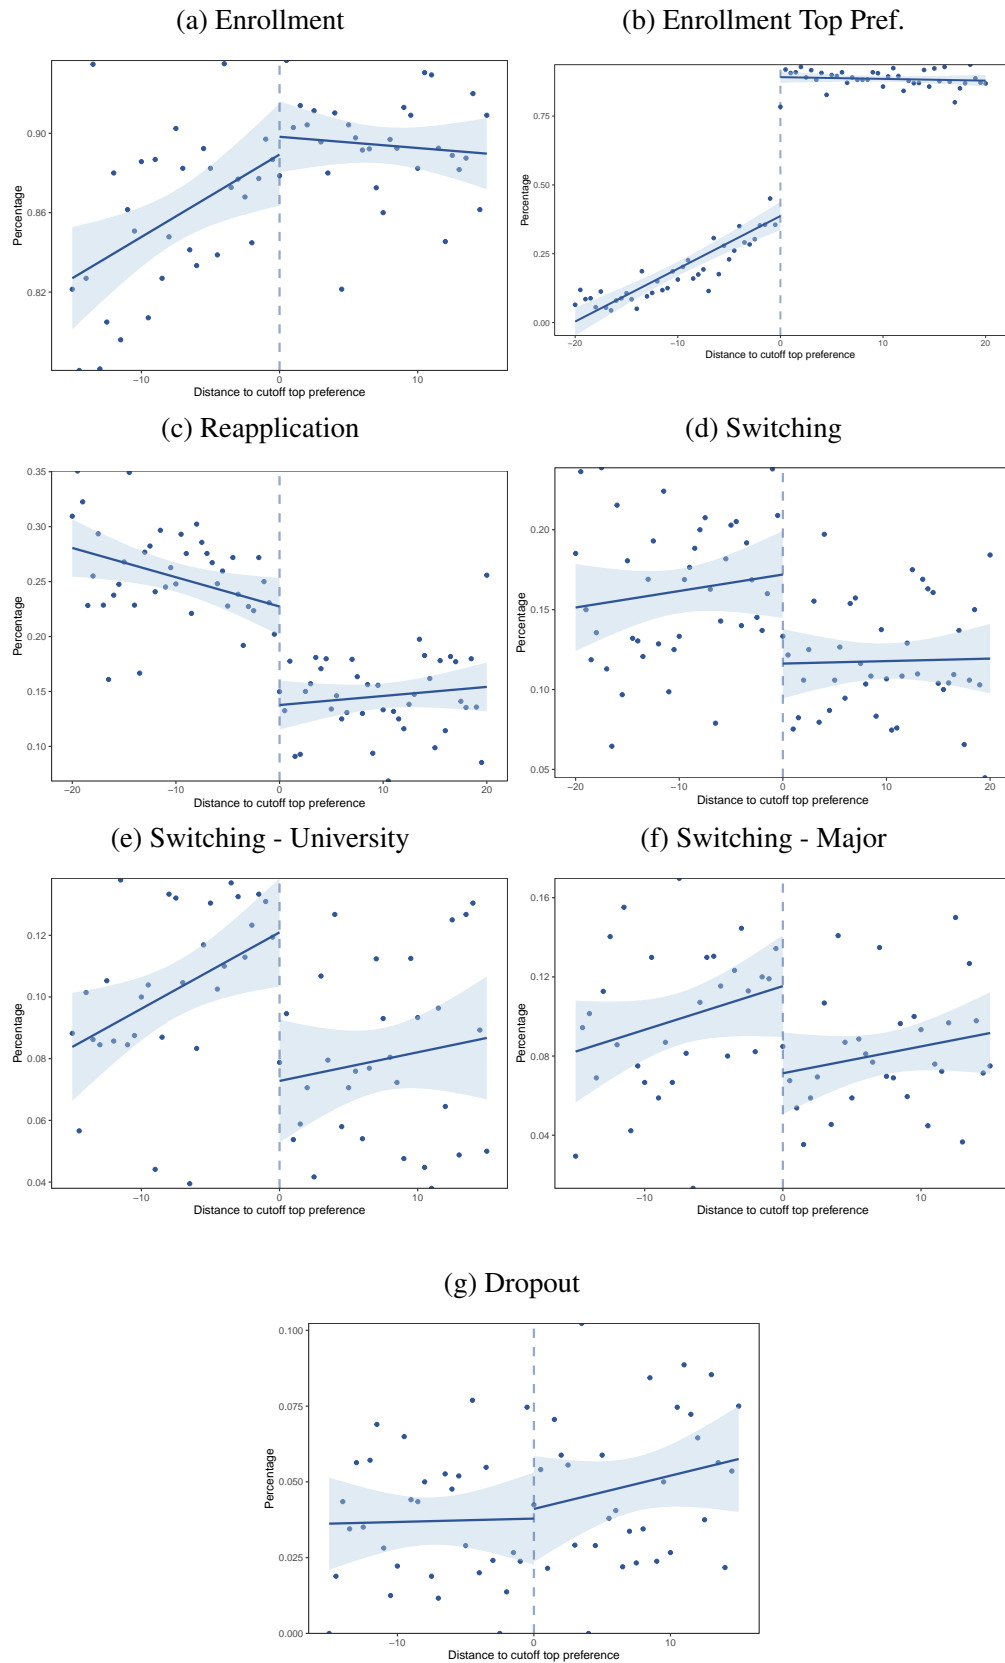 (a) Enrollment
(b) Enrollment Top Pref.
Percentage
0.90
0.86
0.82
−10
0
10
Distance to cutoff top preference
Percentage
0.75
0.50
0.25
0.00
−20
−10
0
10
20
Distance to cutoff top preference
(c) Reapplication
(d) Switching
Percentage
0.35
0.30
0.25
0.20
0.15
0.10
−20
−10
0
10
20
Distance to cutoff top preference
Percentage
0.20
0.15
0.10
0.05
−20
−10
0
10
20
Distance to cutoff top preference
(e) Switching - University
(f) Switching - Major
Percentage
0.12
0.10
0.08
0.06
0.04
−10
0
10
Distance to cutoff top preference
Percentage
0.16
0.12
0.08
0.04
−10
0
10
Distance to cutoff top preference
(g) Dropout
Percentage
0.100
0.075
0.050
0.025
0.000
−10
0
10
Distance to cutoff top preference